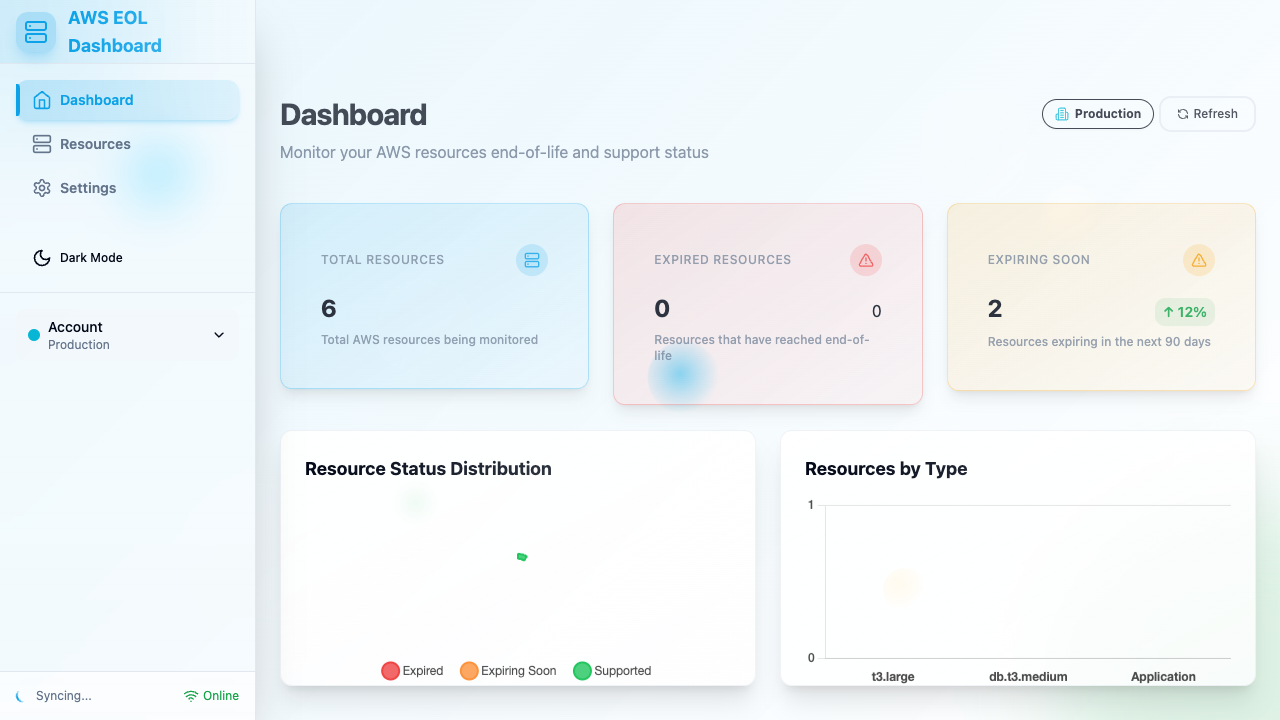 AWS EOL
Dashboard
Dashboard
Resources
Settings
Dark Mode
Account
Production
Syncing...
Online
Dashboard
Monitor your AWS resources end-of-life and support status
Production
Refresh
TOTAL RESOURCES
6
Total AWS resources being monitored
EXPIRED RESOURCES
0
0
Resources that have reached end-of-
life
EXPIRING SOON
2
↑ 12%
Resources expiring in the next 90 days
Resource Status Distribution
Expired
Expiring Soon
Supported
Resources by Type
1
0
t3.large
db.t3.medium
Application